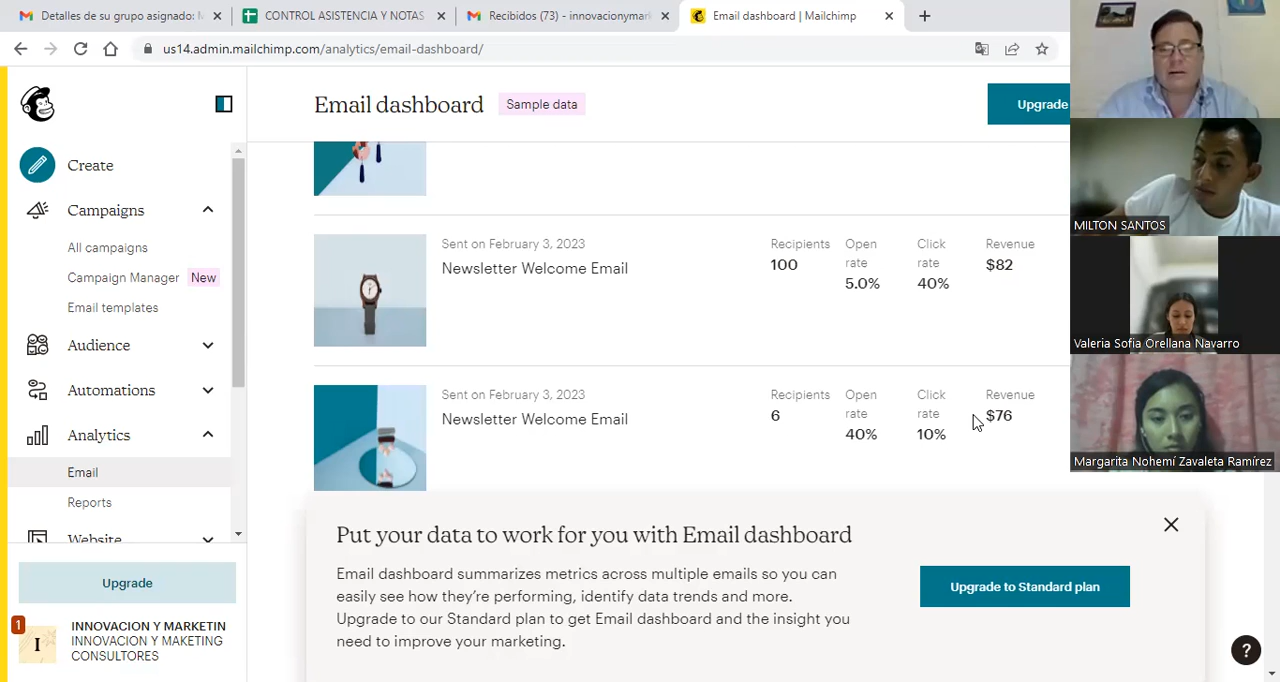 Detalles de su grupo asignado: M
CONTROL ASISTENCIA Y NOTAS
Recibidos (73) - innovacionymark
Email dashboard | Mailchimp
us14.admin.mailchimp.com/analytics/email-dashboard/
Email dashboard
Sample data
Upgrade
Create
Campaigns
All campaigns
Campaign Manager New
Email templates
Audience
Automations
Analytics
Email
Reports
Website
Upgrade
1
I
INNOVACION Y MARKETIN
INNOVACION Y MAKETING
CONSULTORES
Sent on February 3, 2023
Newsletter Welcome Email
Recipients
100
Open
rate
5.0%
Click
rate
40%
Revenue
$82
Sent on February 3, 2023
Newsletter Welcome Email
Recipients
6
Open
rate
40%
Click
rate
10%
Revenue
$76
Put your data to work for you with Email dashboard
Email dashboard summarizes metrics across multiple emails so you can
easily see how they're performing, identify data trends and more.
Upgrade to our Standard plan to get Email dashboard and the insight you
need to improve your marketing.
Upgrade to Standard plan
?
MILTON SANTOS
Valeria Sofia Orellana Navarro
Margarita Nohemí Zavaleta Ramírez